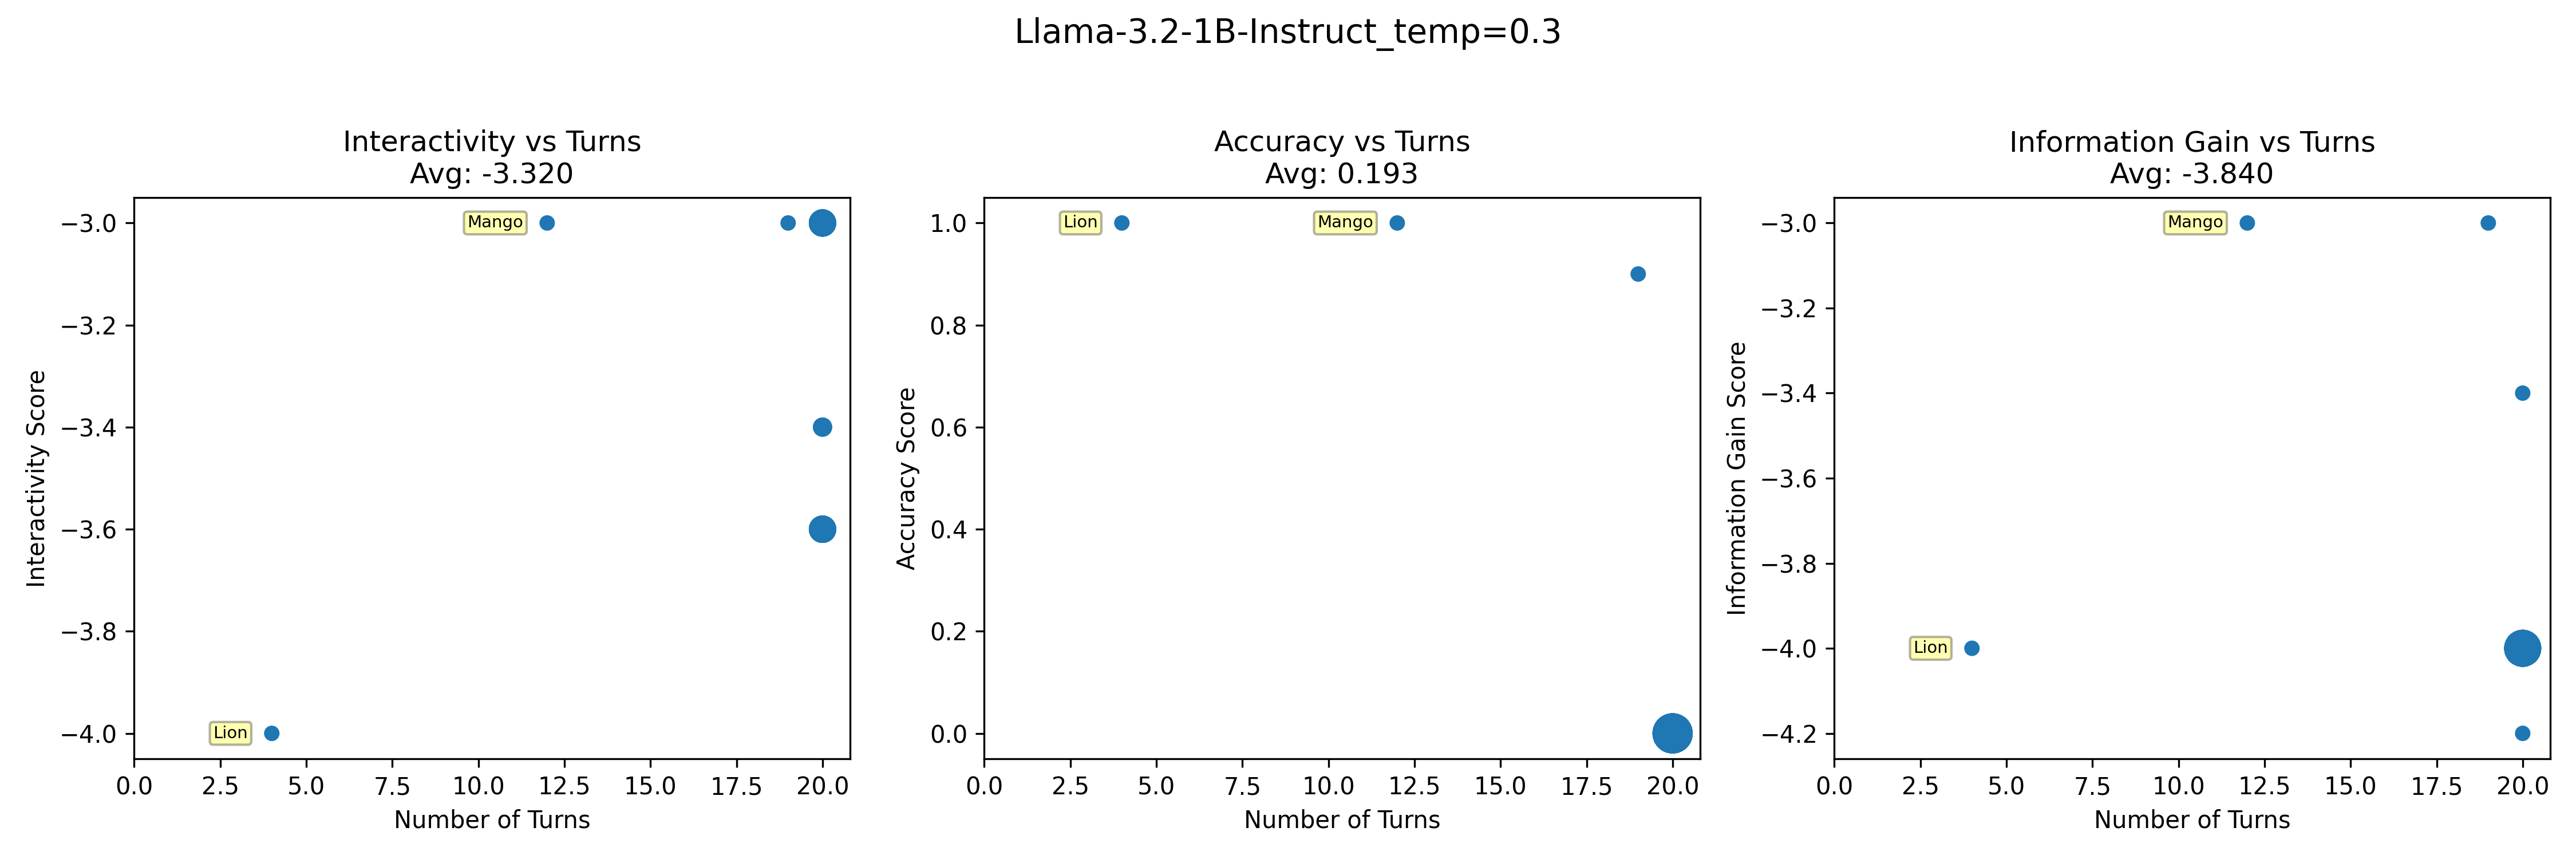 Llama-3.2-1B-Instruct_temp=0.3
Interactivity vs Turns
Avg: -3.320
Interactivity Score
−3.0
−3.2
−3.4
−3.6
−3.8
−4.0
Mango
Lion
0.0 2.5 5.0 7.5 10.0 12.5 15.0 17.5 20.0
Number of Turns
Accuracy vs Turns
Avg: 0.193
Accuracy Score
1.0
0.8
0.6
0.4
0.2
0.0
Lion
Mango
0.0 2.5 5.0 7.5 10.0 12.5 15.0 17.5 20.0
Number of Turns
Information Gain vs Turns
Avg: -3.840
Information Gain Score
−3.0
−3.2
−3.4
−3.6
−3.8
−4.0
−4.2
Mango
Lion
0.0 2.5 5.0 7.5 10.0 12.5 15.0 17.5 20.0
Number of Turns